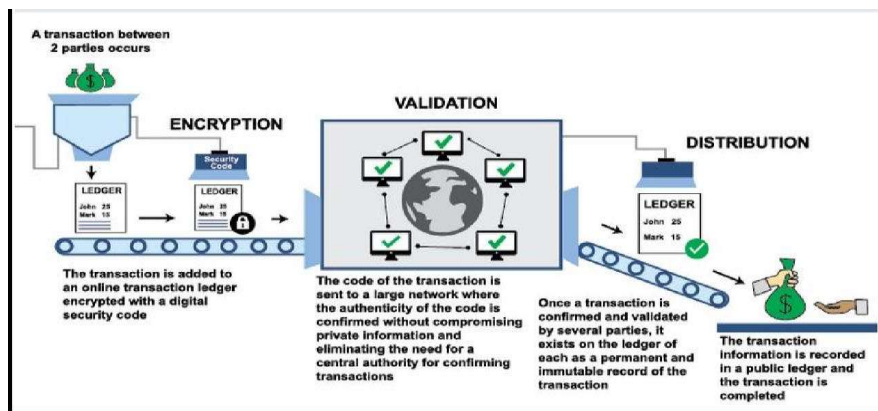 A transaction between
2 parties occurs
ENCRYPTION
Security
Code
LEDGER
John 25
Mark 15
LEDGER
John 25
Mark 15
The transaction is added to
an online transaction ledger
encrypted with a digital
security code
VALIDATION
The code of the transaction is
sent to a large network where
the authenticity of the code is
confirmed without compromising
private information and
eliminating the need for a
central authority for confirming
transactions
DISTRIBUTION
LEDGER
John 25
Mark 15
Once a transaction is
confirmed and validated
by several parties, it
exists on the ledger of
each as a permanent and
immutable record of the
transaction
The transaction
information is recorded
in a public ledger and
the transaction is
completed